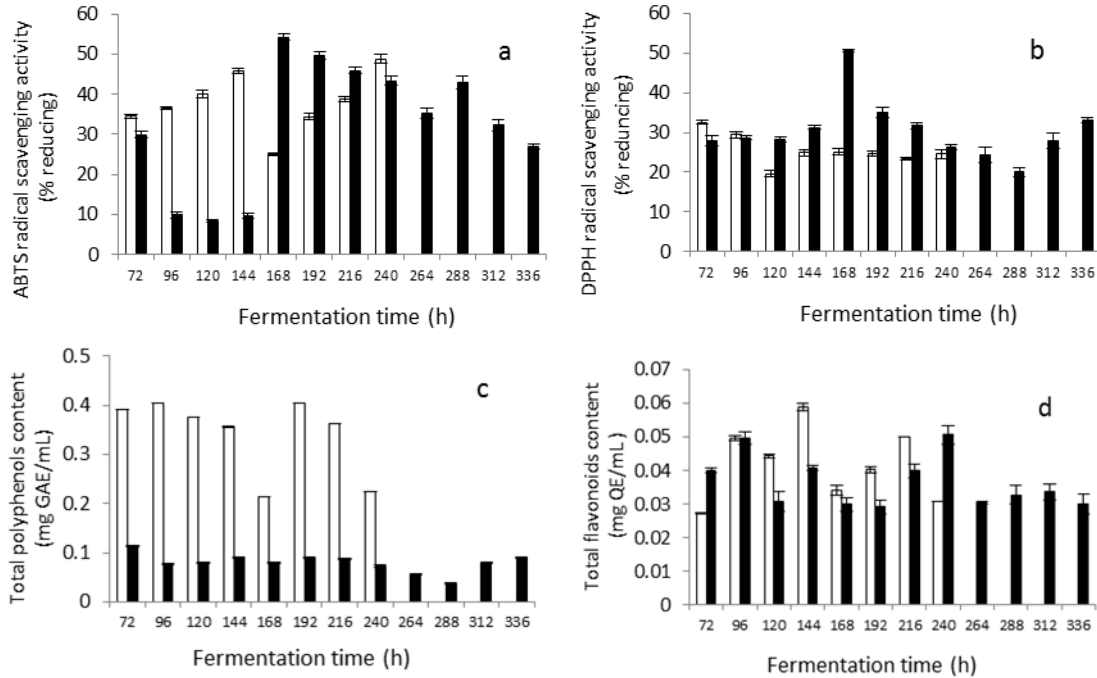 ABTS radical scavenging activity
(% reducing)
60
50
40
30
20
10
0
a
72 96 120 144 168 192 216 240 264 288 312 336
Fermentation time (h)
DPPH radical scavenging activity
(% reduncing)
60
50
40
30
20
10
0
b
72 96 120 144 168 192 216 240 264 288 312 336
Fermentation time (h)
Total polyphenols content
(mg GAE/mL)
0.5
0.4
0.3
0.2
0.1
0
c
72 96 120 144 168 192 216 240 264 288 312 336
Fermentation time (h)
Total flavonoids content
(mg QE/mL)
0.07
0.06
0.05
0.04
0.03
0.02
0.01
0
d
72 96 120 144 168 192 216 240 264 288 312 336
Fermentation time (h)